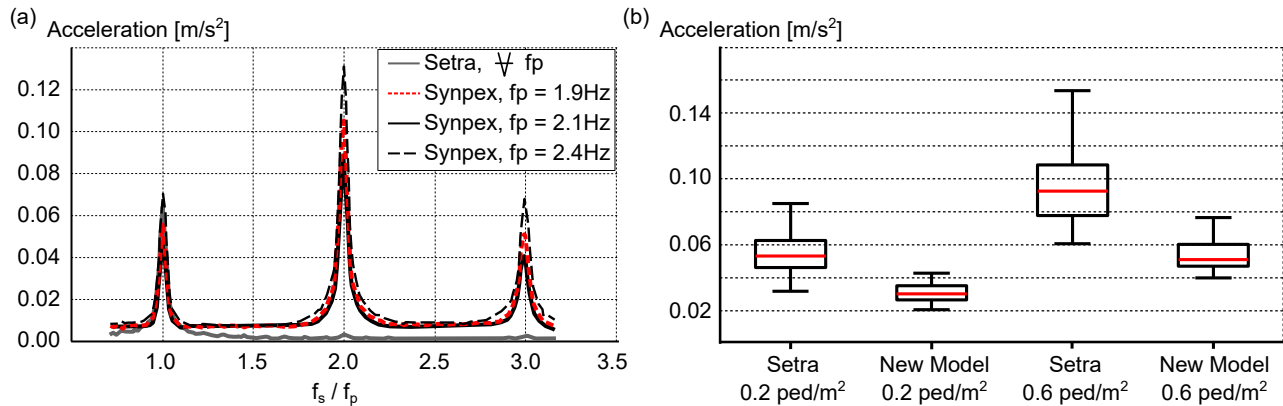 (a)
Acceleration [m/s²]
0.12
0.10
0.08
0.06
0.04
0.02
0.00
1.0 1.5 2.0 2.5 3.0 3.5
fₛ / fₚ
Setra, ∀ fp
Synpex, fp = 1.9Hz
Synpex, fp = 2.1Hz
Synpex, fp = 2.4Hz
(b)
Acceleration [m/s²]
0.14
0.10
0.06
0.02
Setra New Model Setra New Model
0.2 ped/m² 0.2 ped/m² 0.6 ped/m² 0.6 ped/m²